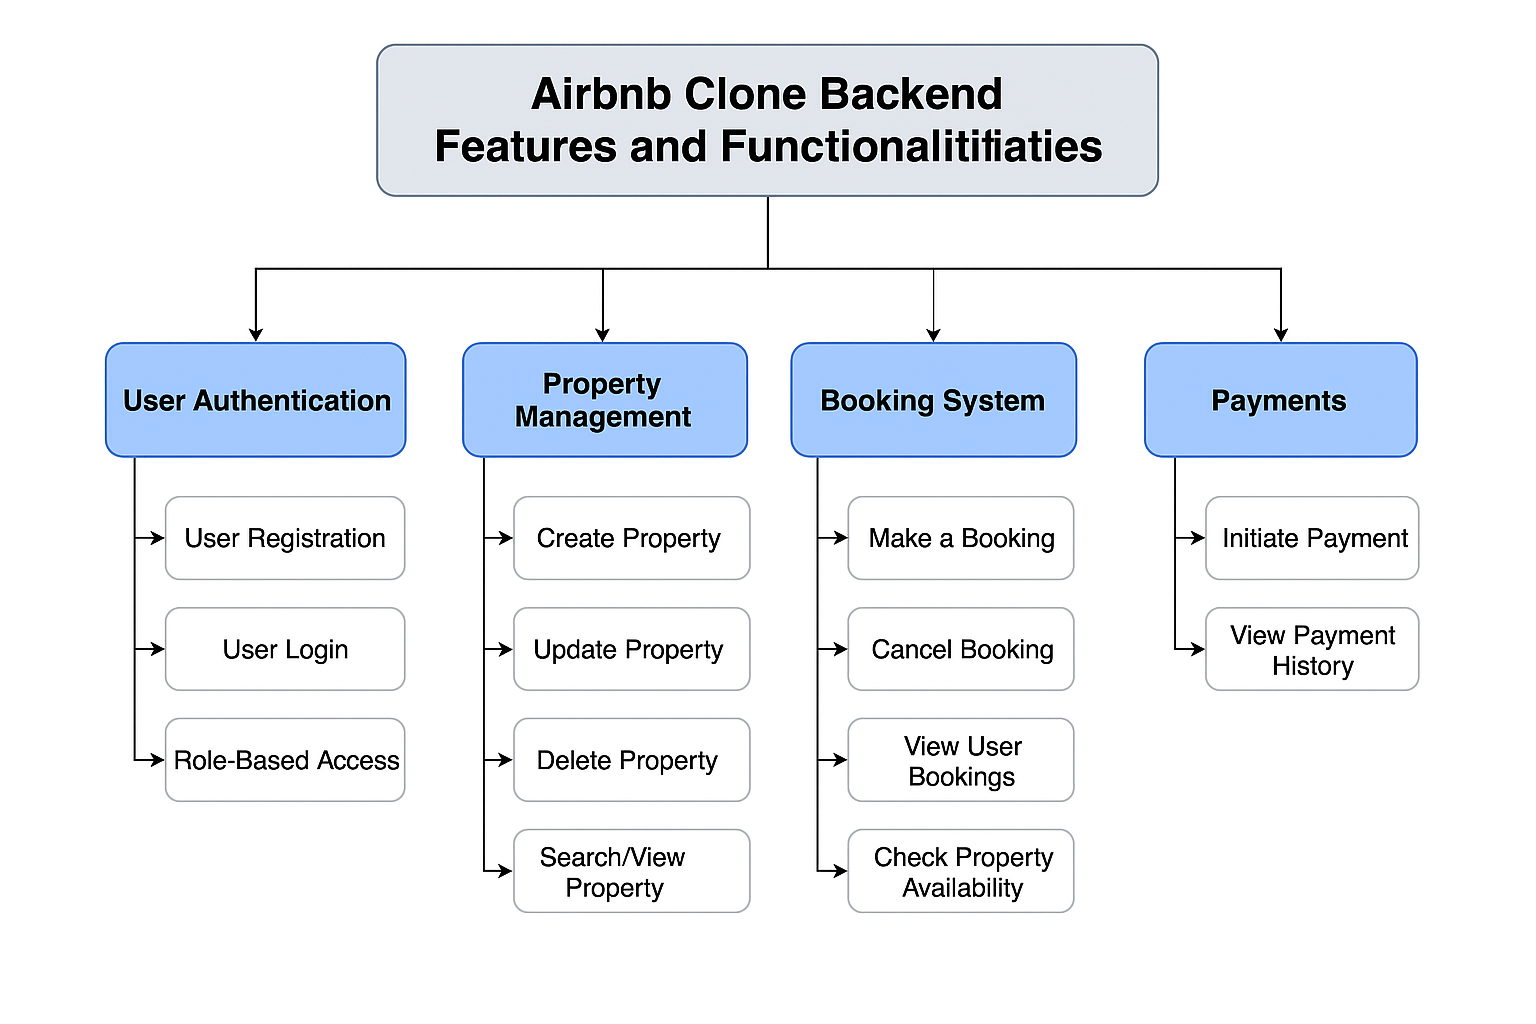 Airbnb Clone Backend
Features and Functionalitifiaties
User Authentication
User Registration
User Login
Role-Based Access
Property
Management
Create Property
Update Property
Delete Property
Search/View
Property
Booking System
Make a Booking
Cancel Booking
View User
Bookings
Check Property
Availability
Payments
Initiate Payment
View Payment
History